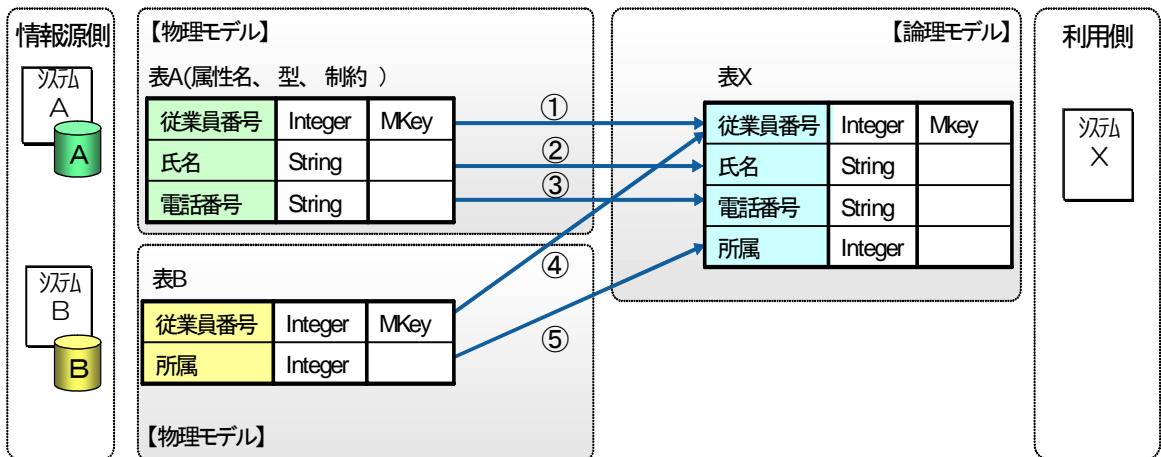 情報源側
システム
A
A
システム
B
B
【物理モデル】
表A(属性名、型、制約 )
従業員番号 Integer MKey
氏名 String
電話番号 String
表B
従業員番号 Integer MKey
所属 Integer
【物理モデル】
①
②
③
④
⑤
【論理モデル】
表X
従業員番号 Integer Mkey
氏名 String
電話番号 String
所属 Integer
利用側
システム
X